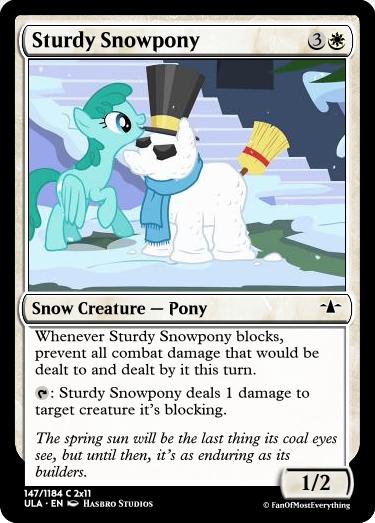 Sturdy Snowpony 3
Snow Creature — Pony
Whenever Sturdy Snowpony blocks,
prevent all combat damage that would be
dealt to and dealt by it this turn.
: Sturdy Snowpony deals 1 damage to
target creature it's blocking.
The spring sun will be the last thing its coal eyes
see, but until then, it's as enduring as its
builders.
1/2
147/1184 C 2x11
ULA • EN Hasbro Studios
© FanOfMostEverything